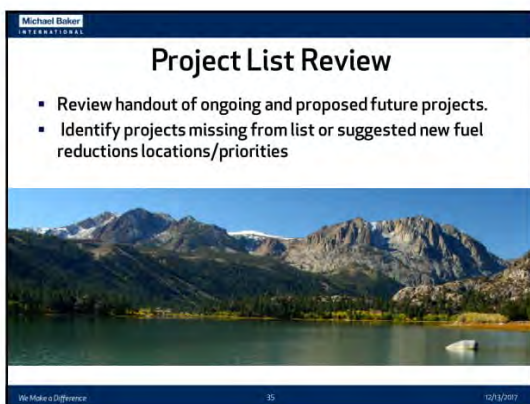 Michael Baker
INTERNATIONAL
Project List Review
▪ Review handout of ongoing and proposed future projects.
▪ Identify projects missing from list or suggested new fuel
reductions locations/priorities
We Make a Difference
35
12/13/2017